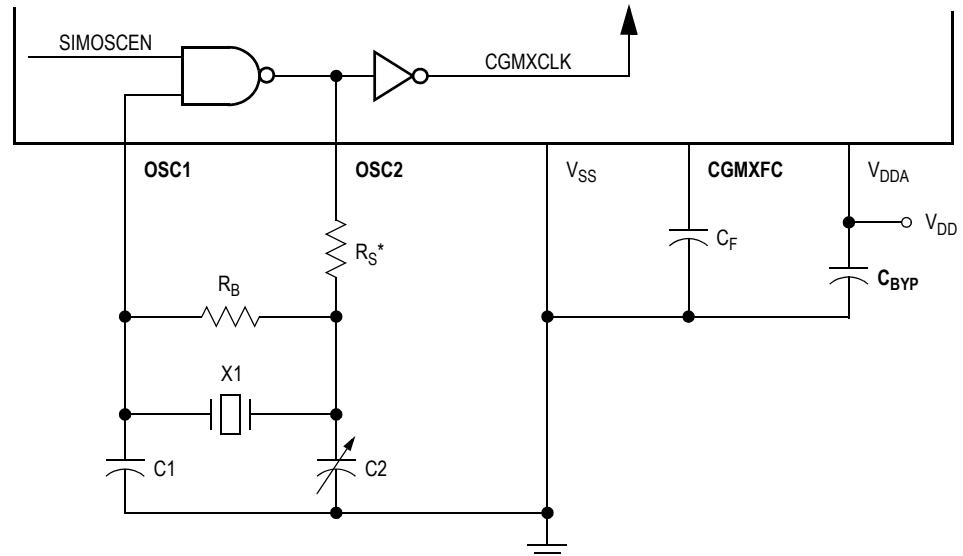 SIMOSCEN
CGMXCLK
OSC1
OSC2
VSS
CGMXFC
VDDA
VDD
RS*
CF
CBYP
RB
X1
C1
C2